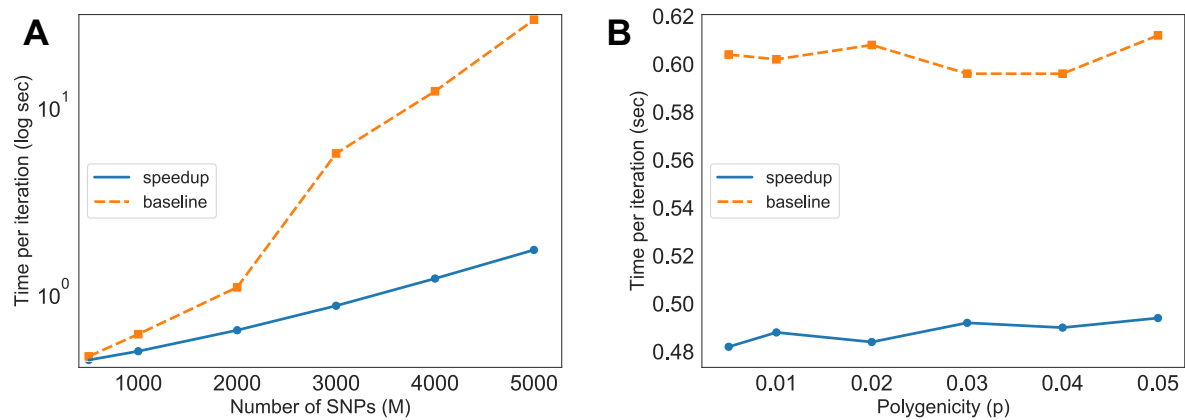 A
Time per iteration (log sec)
10^1
10^0
speedup
baseline
1000 2000 3000 4000 5000
Number of SNPs (M)
B
Time per iteration (sec)
0.62
0.60
0.58
0.56
0.54
0.52
0.50
0.48
speedup
baseline
0.01 0.02 0.03 0.04 0.05
Polygenicity (p)